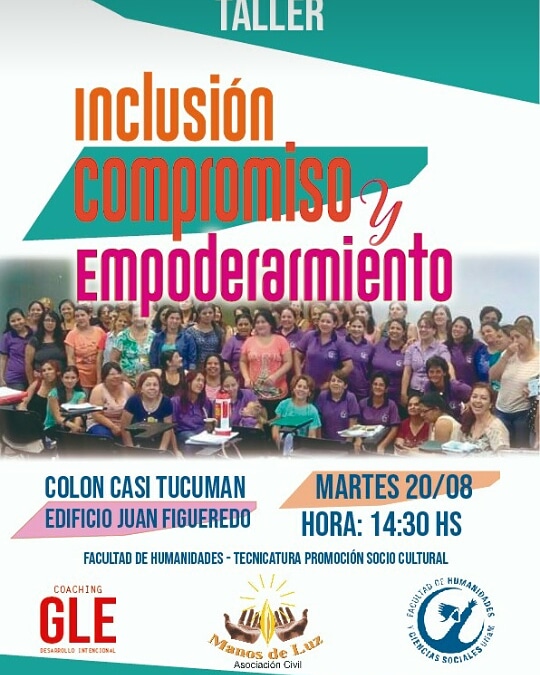 TALLER
Inclusión
Compromiso y
Empoderarmiento
COLON CASI TUCUMAN
EDIFICIO JUAN FIGUEREDO
MARTES 20/08
HORA: 14:30 HS
FACULTAD DE HUMANIDADES - TECNICATURA PROMOCIÓN SOCIO CULTURAL
COACHING
GLE
DESARROLLO INTENCIONAL
Manos de Luz
Asociación Civil
FACULTAD DE HUMANIDADES
Y CIENCIAS SOCIALES